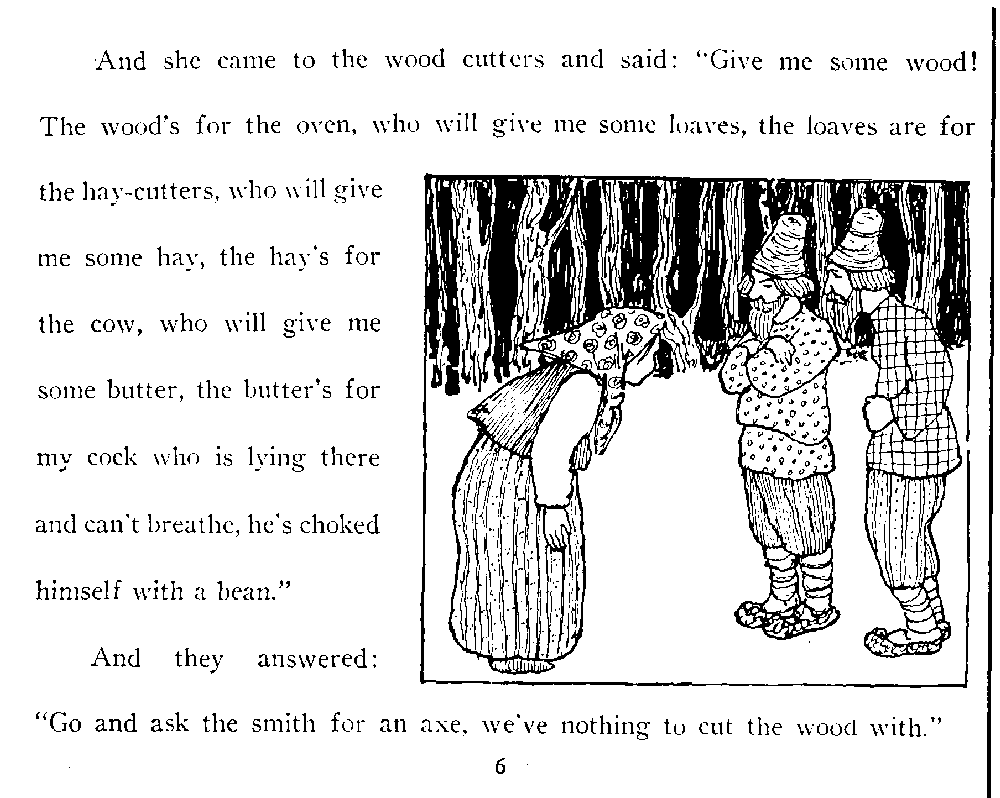 And she came to the wood cutters and said: "Give me some wood!
The wood's for the oven, who will give me some loaves, the loaves are for
the hay-cutters, who will give
me some hay, the hay's for
the cow, who will give me
some butter, the butter's for
my cock who is lying there
and can't breathe, he's choked
himself with a bean."
And they answered:
"Go and ask the smith for an axe, we've nothing to cut the wood with."
6